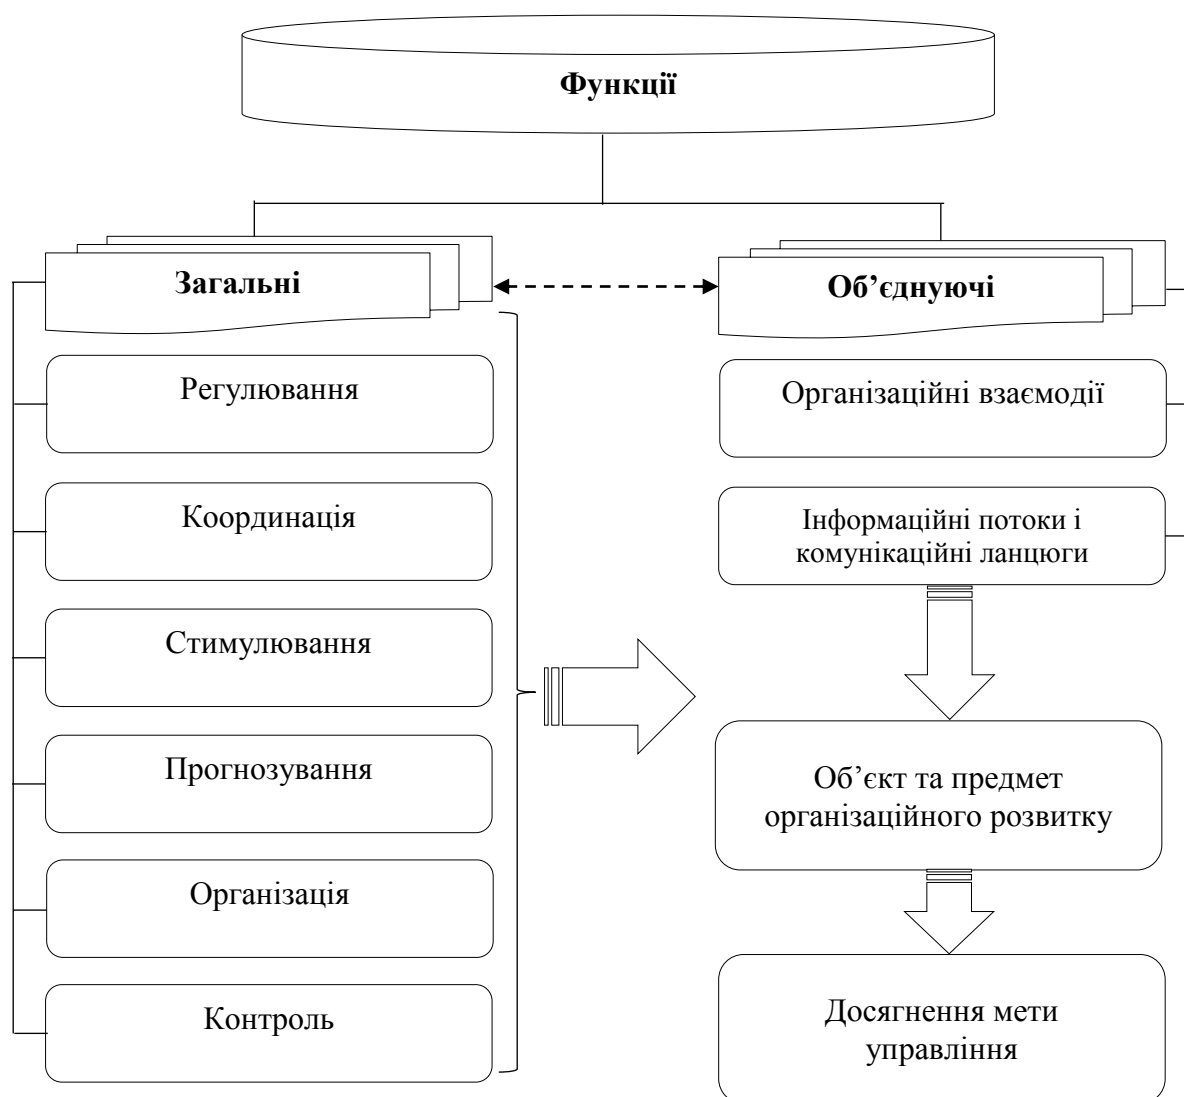 Функції
Загальні
Об’єднуючі
Регулювання
Координація
Стимулювання
Прогнозування
Організація
Контроль
Організаційні взаємодії
Інформаційні потоки і
комунікаційні ланцюги
Об’єкт та предмет
організаційного розвитку
Досягнення мети
управління